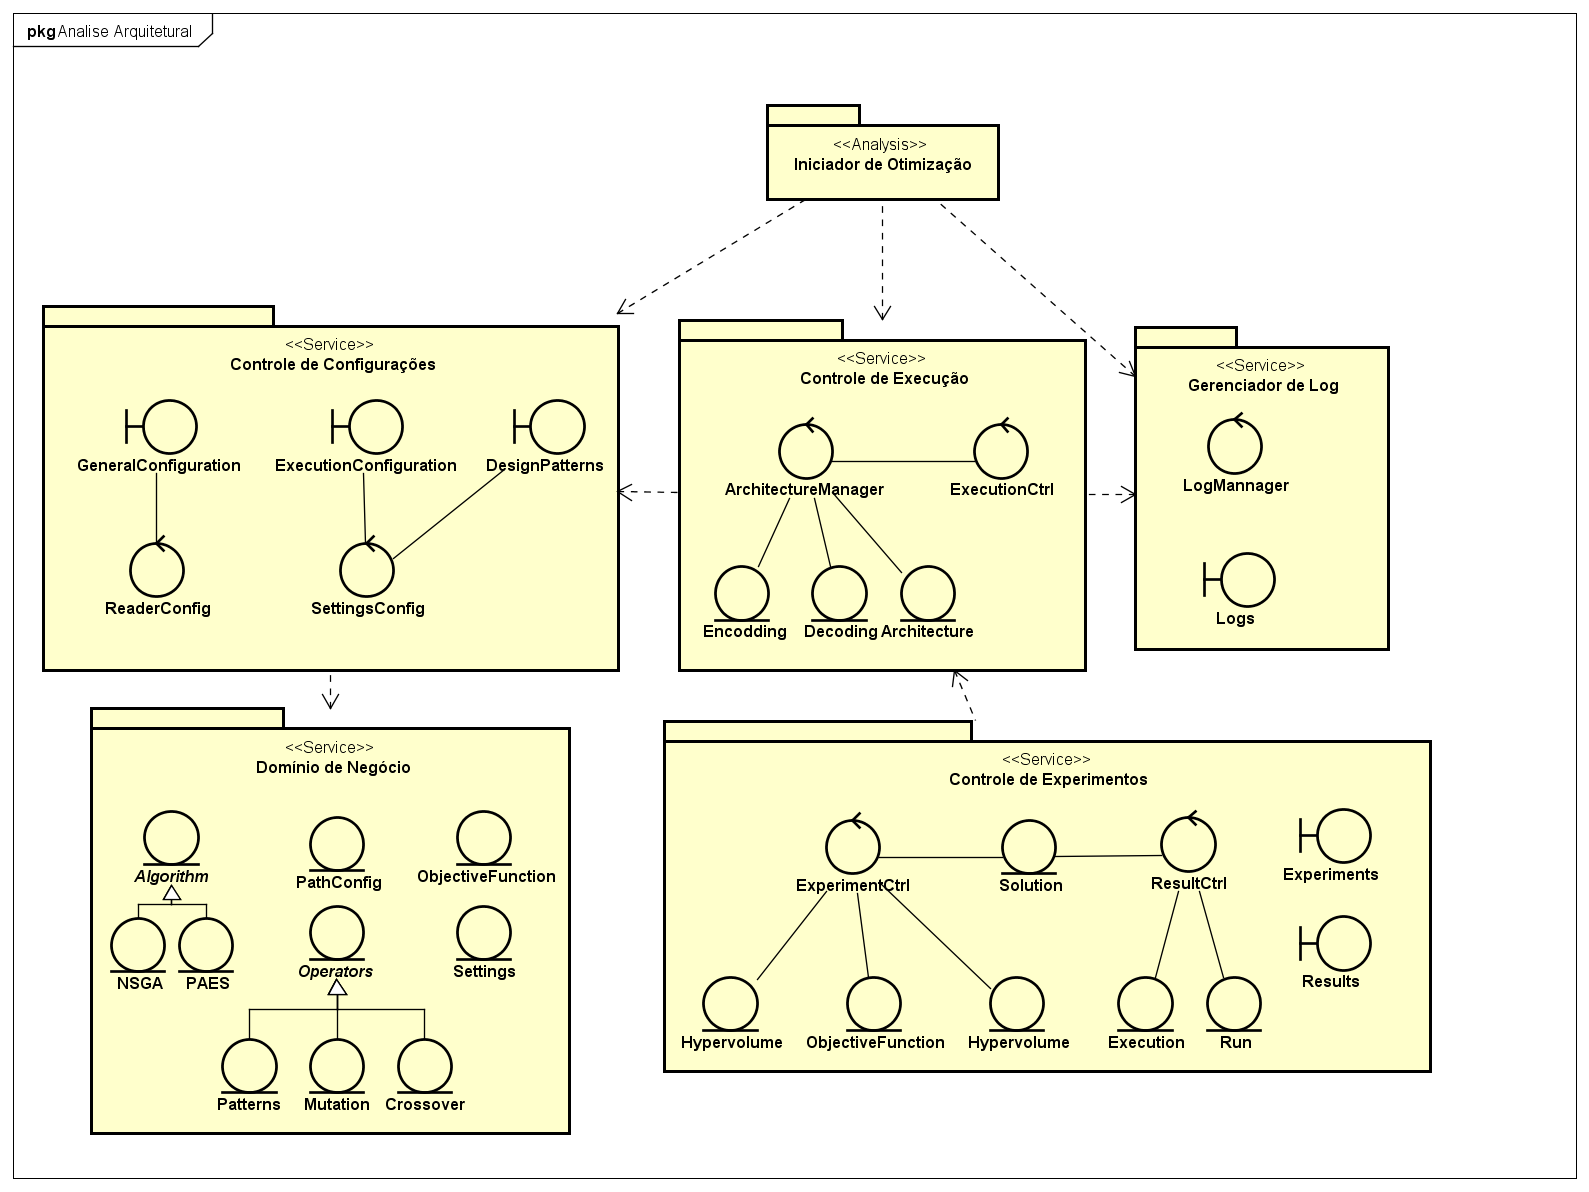 pkg Analise Arquitetural
<<Analysis>>
Iniciador de Otimização
<<Service>>
Controle de Configurações
GeneralConfiguration
ExecutionConfiguration
DesignPatterns
ReaderConfig
SettingsConfig
<<Service>>
Controle de Execução
ArchitectureManager
ExecutionCtrl
Encodding
Decoding
Architecture
<<Service>>
Gerenciador de Log
LogMannager
Logs
<<Service>>
Domínio de Negócio
Algorithm
PathConfig
ObjectiveFunction
NSGA
PAES
Operators
Settings
Patterns
Mutation
Crossover
<<Service>>
Controle de Experimentos
ExperimentCtrl
Solution
ResultCtrl
Experiments
Results
Hypervolume
ObjectiveFunction
Hypervolume
Execution
Run